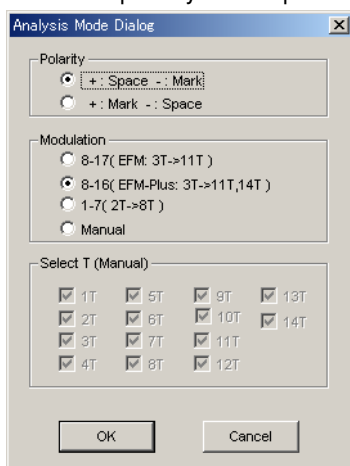 Analysis Mode Dialog
Polarity
+ : Space - : Mark
+ : Mark - : Space
Modulation
8-17( EFM: 3T->11T )
8-16( EFM-Plus: 3T->11T,14T )
1-7( 2T->8T )
Manual
Select T (Manual)
1T 5T 9T 13T
2T 6T 10T 14T
3T 7T 11T
4T 8T 12T
OK Cancel